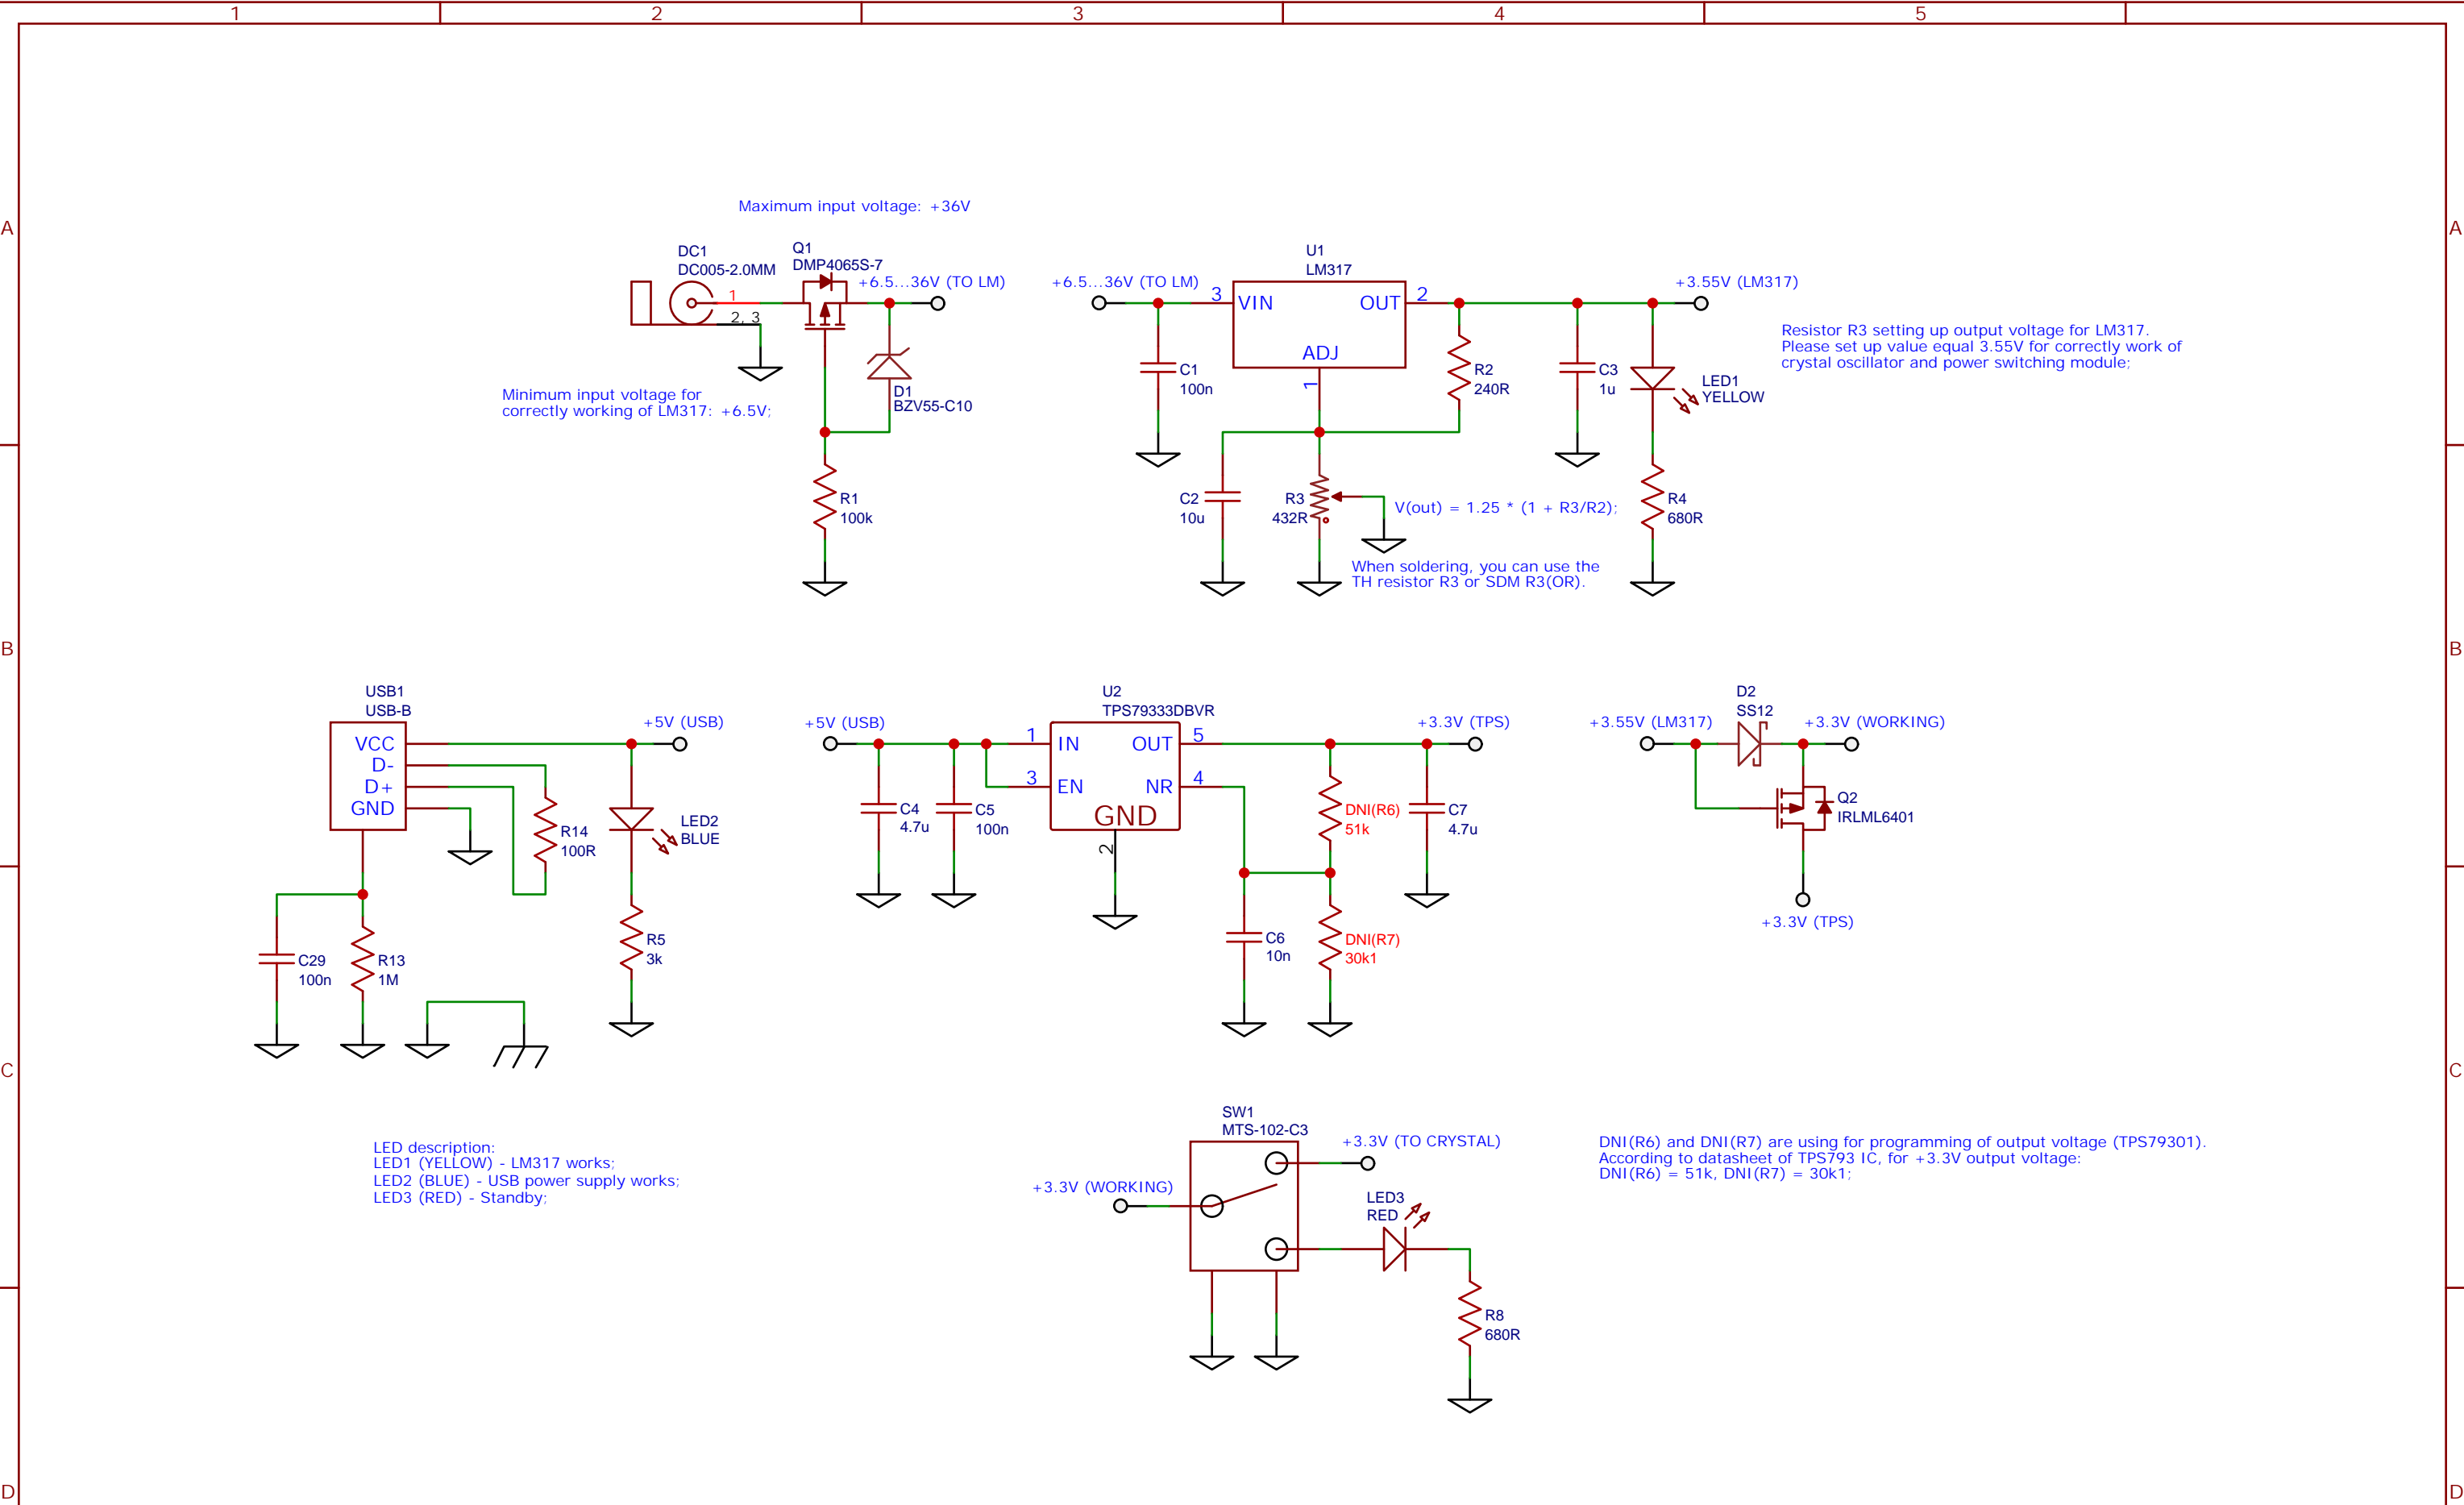 1
2
3
4
5
A
A
Maximum input voltage: +36V
DC1
DC005-2.0MM
Q1
DMP4065S-7
+6.5...36V (TO LM)
1
2, 3
D1
BZV55-C10
Minimum input voltage for
correctly working of LM317: +6.5V;
R1
100k
+6.5...36V (TO LM)
U1
LM317
3
VIN
OUT
2
ADJ
1
C1
100n
R2
240R
C3
1u
+3.55V (LM317)
LED1
YELLOW
Resistor R3 setting up output voltage for LM317.
Please set up value equal 3.55V for correctly work of
crystal oscillator and power switching module;
C2
10u
R3
432R
V(out) = 1.25 * (1 + R3/R2);
R4
680R
When soldering, you can use the
TH resistor R3 or SDM R3(OR).
B
B
USB1
USB-B
VCC
D-
D+
GND
+5V (USB)
R14
100R
LED2
BLUE
C29
100n
R13
1M
R5
3k
+5V (USB)
U2
TPS79333DBVR
1
IN
OUT
5
3
EN
NR
4
GND
2
C4
4.7u
C5
100n
+3.3V (TPS)
DNI(R6)
51k
C7
4.7u
C6
10n
DNI(R7)
30k1
+3.55V (LM317)
D2
SS12
+3.3V (WORKING)
Q2
IRLML6401
+3.3V (TPS)
C
C
LED description:
LED1 (YELLOW) - LM317 works;
LED2 (BLUE) - USB power supply works;
LED3 (RED) - Standby;
SW1
MTS-102-C3
+3.3V (TO CRYSTAL)
+3.3V (WORKING)
LED3
RED
R8
680R
DNI(R6) and DNI(R7) are using for programming of output voltage (TPS79301).
According to datasheet of TPS793 IC, for +3.3V output voltage:
DNI(R6) = 51k, DNI(R7) = 30k1;
D
D